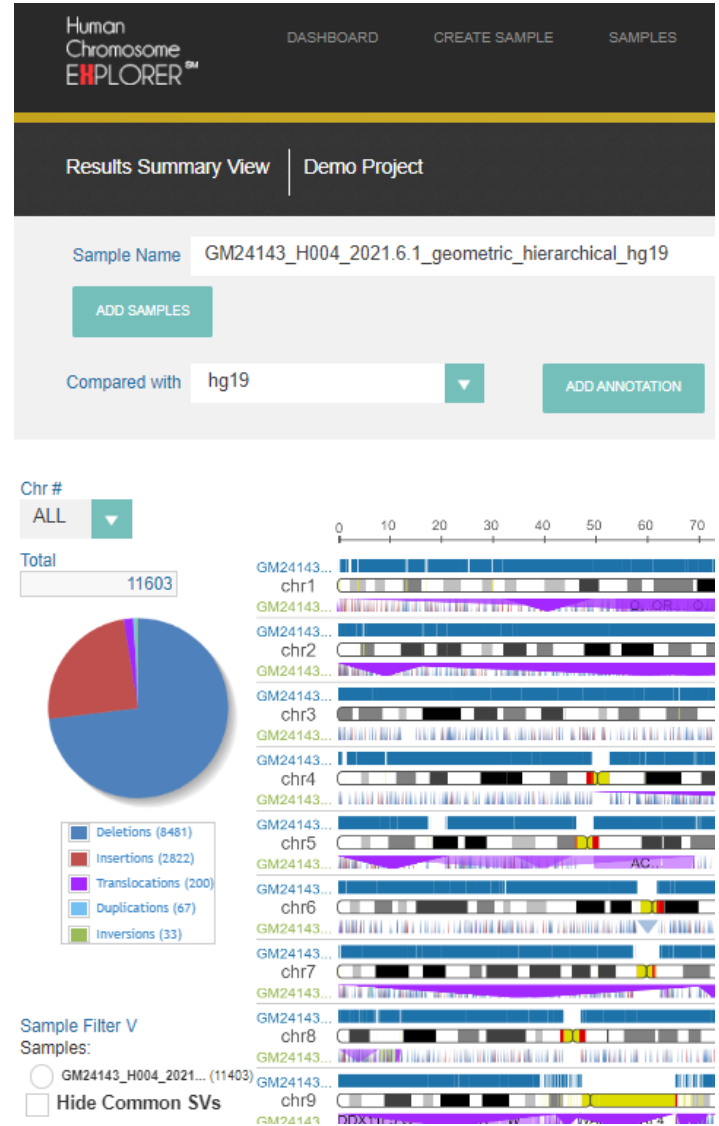 Human
Chromosome
EXPLORER℠
DASHBOARD CREATE SAMPLE SAMPLES
Results Summary View Demo Project
Sample Name GM24143_H004_2021.6.1_geometric_hierarchical_hg19
ADD SAMPLES
Compared with hg19
ADD ANNOTATION
Chr #
ALL
Total
11603
Deletions (8481)
Insertions (2822)
Translocations (200)
Duplications (67)
Inversions (33)
Sample Filter V
Samples:
GM24143_H004_2021... (11403)
Hide Common SVs
0 10 20 30 40 50 60 70
GM24143...
chr1
GM24143...
GM24143...
chr2
GM24143...
GM24143...
chr3
GM24143...
GM24143...
chr4
GM24143...
GM24143...
chr5
GM24143... AC...
GM24143...
chr6
GM24143...
GM24143...
chr7
GM24143...
GM24143...
chr8
GM24143...
GM24143...
chr9
GM24143...